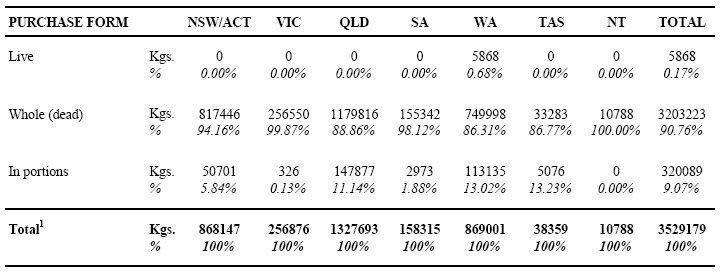 PURCHASE FORM NSW/ACT VIC QLD SA WA TAS NT TOTAL
Live Kgs. 0 0 0 0 5868 0 0 5868
% 0.00% 0.00% 0.00% 0.00% 0.68% 0.00% 0.00% 0.17%
Whole (dead) Kgs. 817446 256550 1179816 155342 749998 33283 10788 3203223
% 94.16% 99.87% 88.86% 98.12% 86.31% 86.77% 100.00% 90.76%
In portions Kgs. 50701 326 147877 2973 113135 5076 0 320089
% 5.84% 0.13% 11.14% 1.88% 13.02% 13.23% 0.00% 9.07%
Total1 Kgs. 868147 256876 1327693 158315 869001 38359 10788 3529179
% 100% 100% 100% 100% 100% 100% 100% 100%